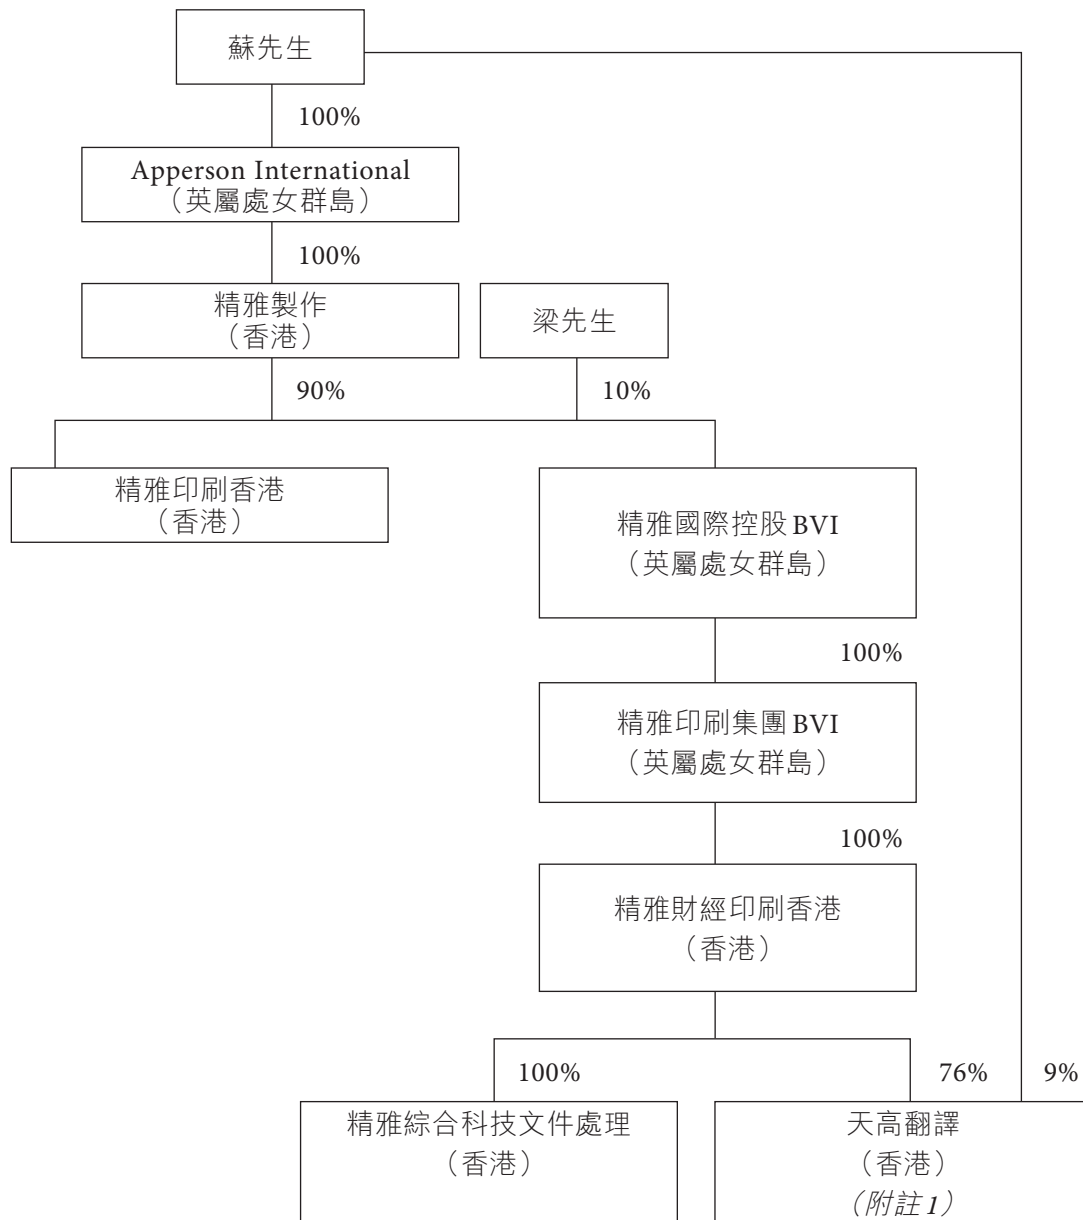 蘇先生
100%
Apperson International
（英屬處女群島）
100%
精雅製作
（香港）
梁先生
90%
10%
精雅印刷香港
（香港）
精雅國際控股BVI
（英屬處女群島）
100%
精雅印刷集團BVI
（英屬處女群島）
100%
精雅財經印刷香港
（香港）
100%
76%
9%
精雅綜合科技文件處理
（香港）
天高翻譯
（香港）
（附註1）